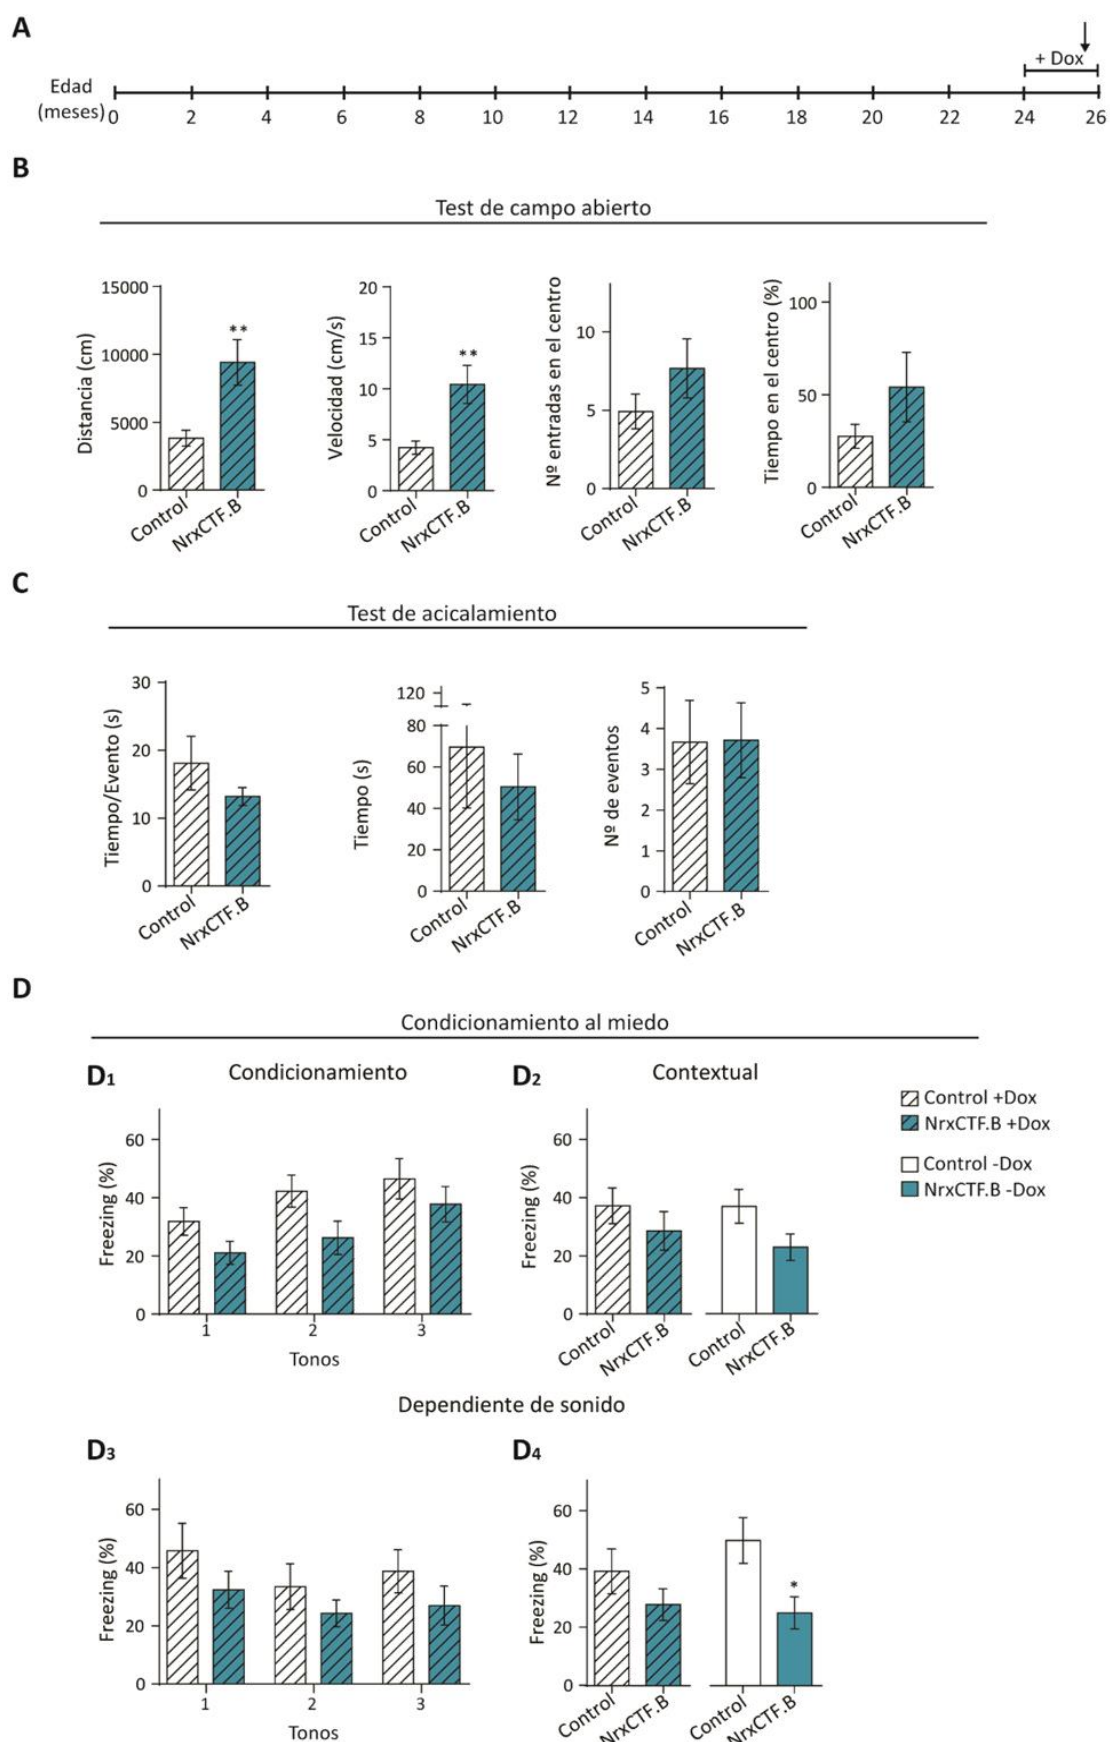 A
+ Dox
Edad
(meses)
0 2 4 6 8 10 12 14 16 18 20 22 24 26
B
Test de campo abierto
Distancia (cm)
15000
10000
5000
0
**
Control
NrxCTF.B
Velocidad (cm/s)
20
15
10
5
0
**
Control
NrxCTF.B
Nº entradas en el centro
10
5
0
Control
NrxCTF.B
Tiempo en el centro (%)
100
50
0
Control
NrxCTF.B
C
Test de acicalamiento
Tiempo/Evento (s)
30
20
10
0
Control
NrxCTF.B
Tiempo (s)
120
80
60
40
20
0
Control
NrxCTF.B
Nº de eventos
5
4
3
2
1
0
Control
NrxCTF.B
D
Condicionamiento al miedo
D1 Condicionamiento
Freezing (%)
60
40
20
0
1 2 3
Tonos
D2 Contextual
Freezing (%)
60
40
20
0
Control
NrxCTF.B
Control
NrxCTF.B
Control +Dox
NrxCTF.B +Dox
Control -Dox
NrxCTF.B -Dox
Dependiente de sonido
D3
Freezing (%)
60
40
20
0
1 2 3
Tonos
D4
Freezing (%)
60
40
20
0
*
Control
NrxCTF.B
Control
NrxCTF.B